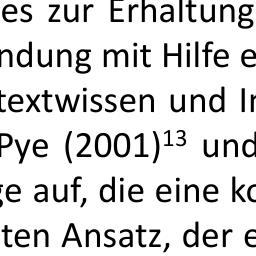 es zur Erhaltung
ndung mit Hilfe e
textwissen und In
Pye (2001)¹³ und
ge auf, die eine ko
ten Ansatz, der e